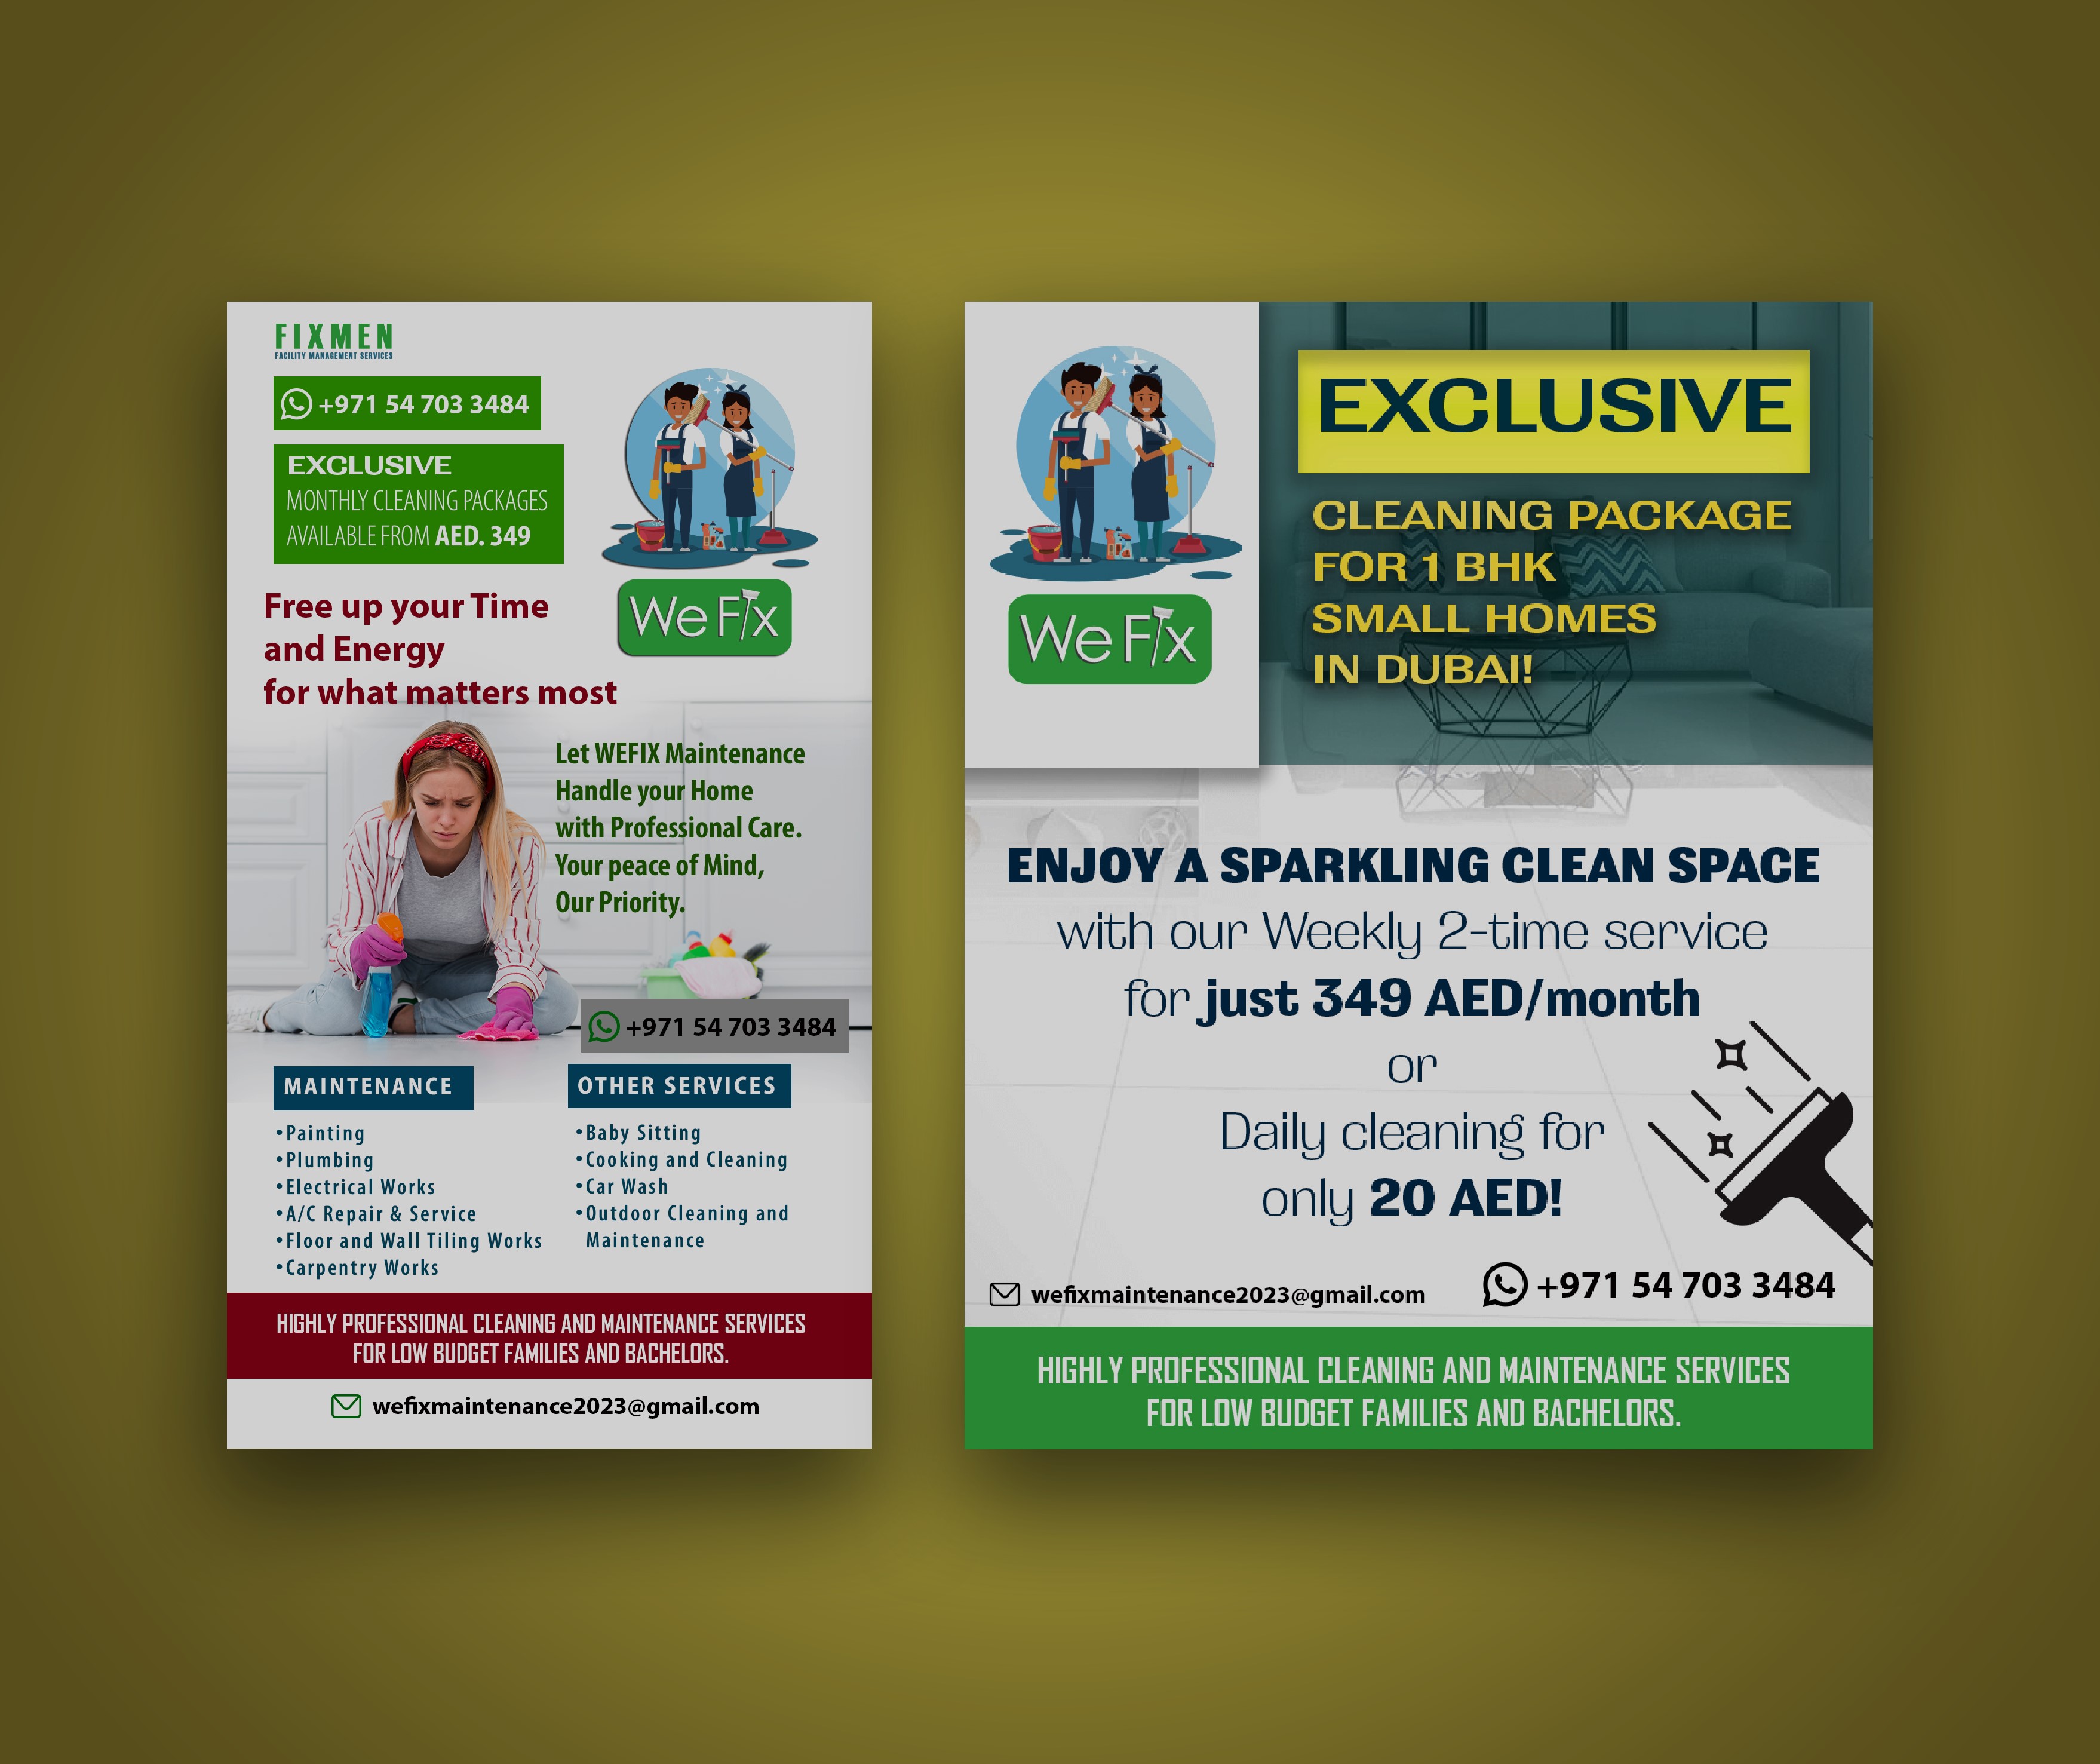 FIXMEN
FACILITY MANAGEMENT SERVICES
+971 54 703 3484
EXCLUSIVE
MONTHLY CLEANING PACKAGES
AVAILABLE FROM AED. 349
WeFix
Free up your Time
and Energy
for what matters most
Let WEFIX Maintenance
Handle your Home
with Professional Care.
Your peace of Mind,
Our Priority.
+971 54 703 3484
MAINTENANCE
•Painting
•Plumbing
•Electrical Works
•A/C Repair & Service
•Floor and Wall Tiling Works
•Carpentry Works
OTHER SERVICES
•Baby Sitting
•Cooking and Cleaning
•Car Wash
•Outdoor Cleaning and
Maintenance
HIGHLY PROFESSIONAL CLEANING AND MAINTENANCE SERVICES
FOR LOW BUDGET FAMILIES AND BACHELORS.
wefixmaintenance2023@gmail.com
WeFix
EXCLUSIVE
CLEANING PACKAGE
FOR 1 BHK
SMALL HOMES
IN DUBAI!
ENJOY A SPARKLING CLEAN SPACE
with our Weekly 2-time service
for just 349 AED/month
or
Daily cleaning for
only 20 AED!
wefixmaintenance2023@gmail.com
+971 54 703 3484
HIGHLY PROFESSIONAL CLEANING AND MAINTENANCE SERVICES
FOR LOW BUDGET FAMILIES AND BACHELORS.